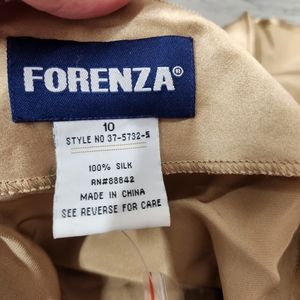 FORENZA®
10
STYLE NO 37-5732-5
100% SILK
RN#88842
MADE IN CHINA
SEE REVERSE FOR CARE